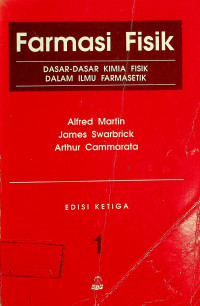 Farmasi Fisik
DASAR-DASAR KIMIA FISIK
DALAM ILMU FARMASETIK
Alfred Martin
James Swarbrick
Arthur Cammarata
EDISI KETIGA
1